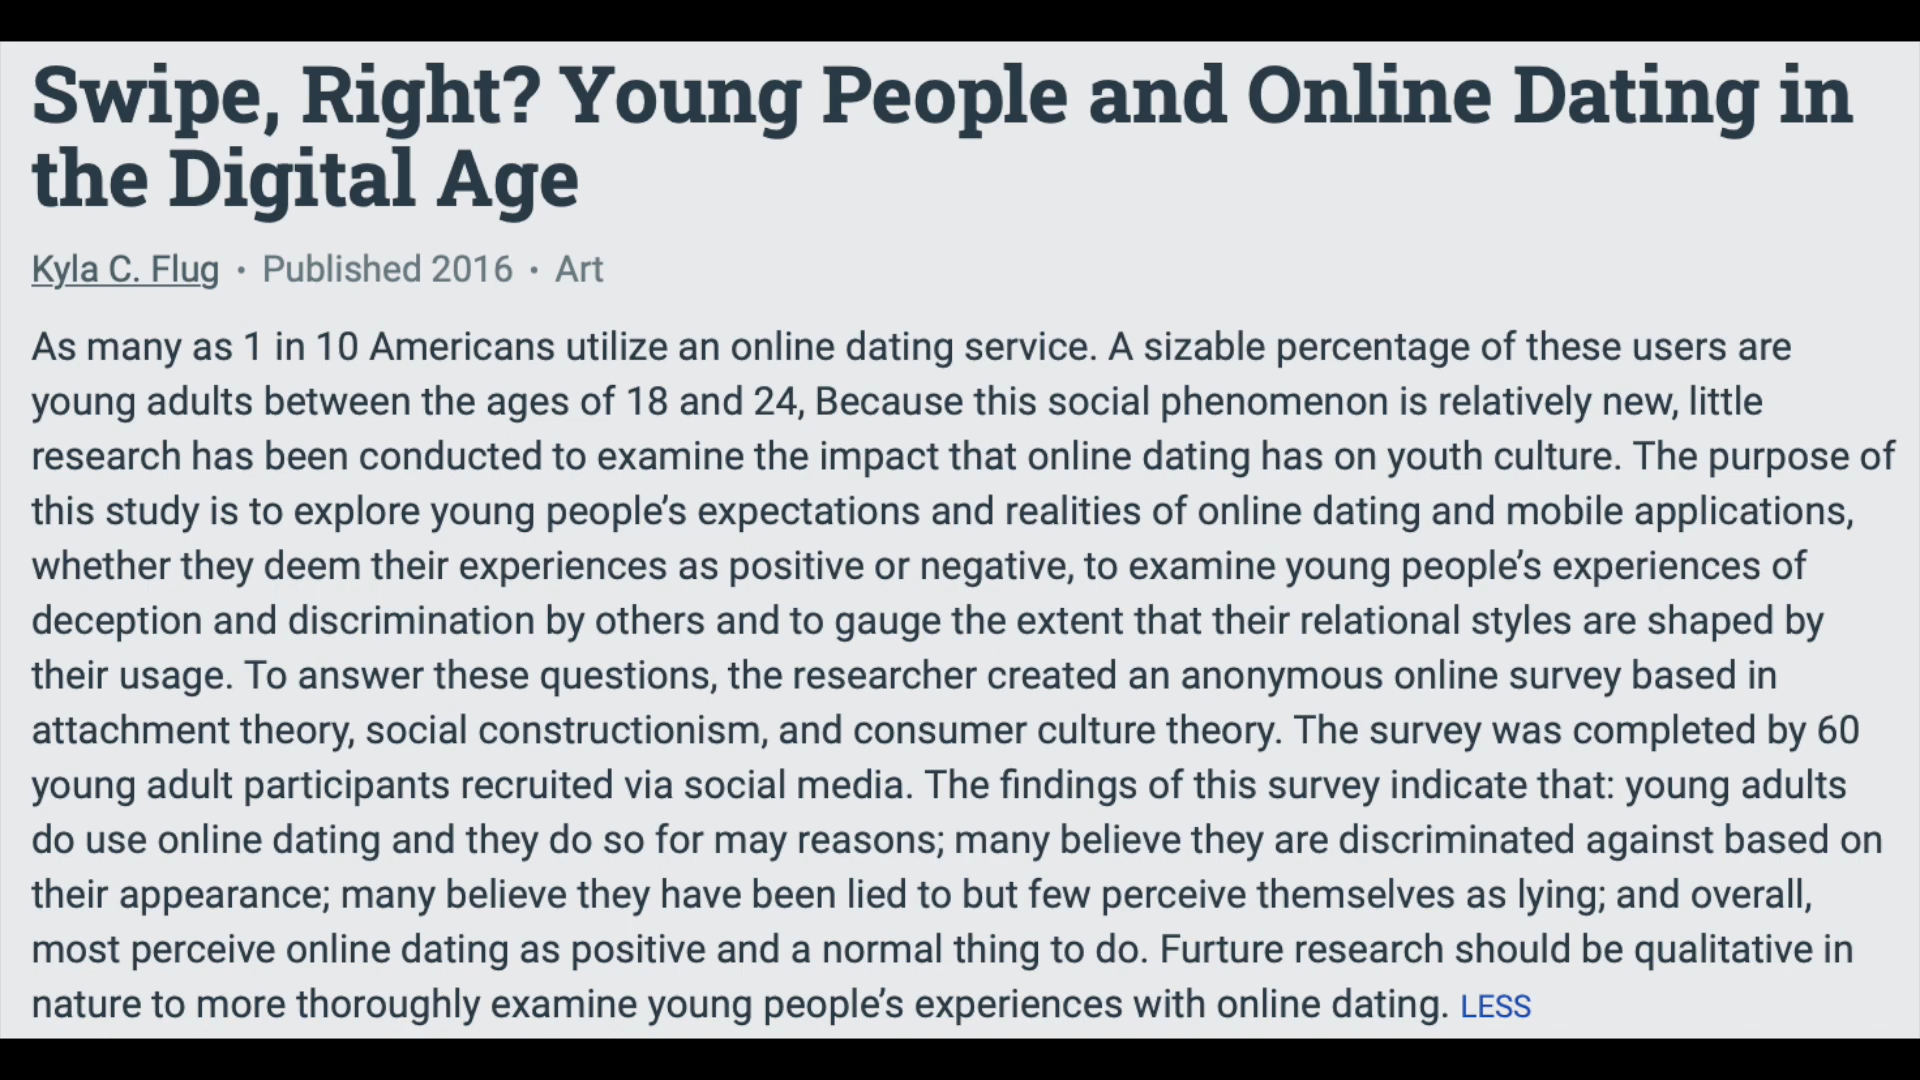 Swipe, Right? Young People and Online Dating in
the Digital Age
Kyla C. Flug • Published 2016 • Art
As many as 1 in 10 Americans utilize an online dating service. A sizable percentage of these users are
young adults between the ages of 18 and 24, Because this social phenomenon is relatively new, little
research has been conducted to examine the impact that online dating has on youth culture. The purpose of
this study is to explore young people’s expectations and realities of online dating and mobile applications,
whether they deem their experiences as positive or negative, to examine young people’s experiences of
deception and discrimination by others and to gauge the extent that their relational styles are shaped by
their usage. To answer these questions, the researcher created an anonymous online survey based in
attachment theory, social constructionism, and consumer culture theory. The survey was completed by 60
young adult participants recruited via social media. The findings of this survey indicate that: young adults
do use online dating and they do so for may reasons; many believe they are discriminated against based on
their appearance; many believe they have been lied to but few perceive themselves as lying; and overall,
most perceive online dating as positive and a normal thing to do. Furture research should be qualitative in
nature to more thoroughly examine young people’s experiences with online dating. LESS